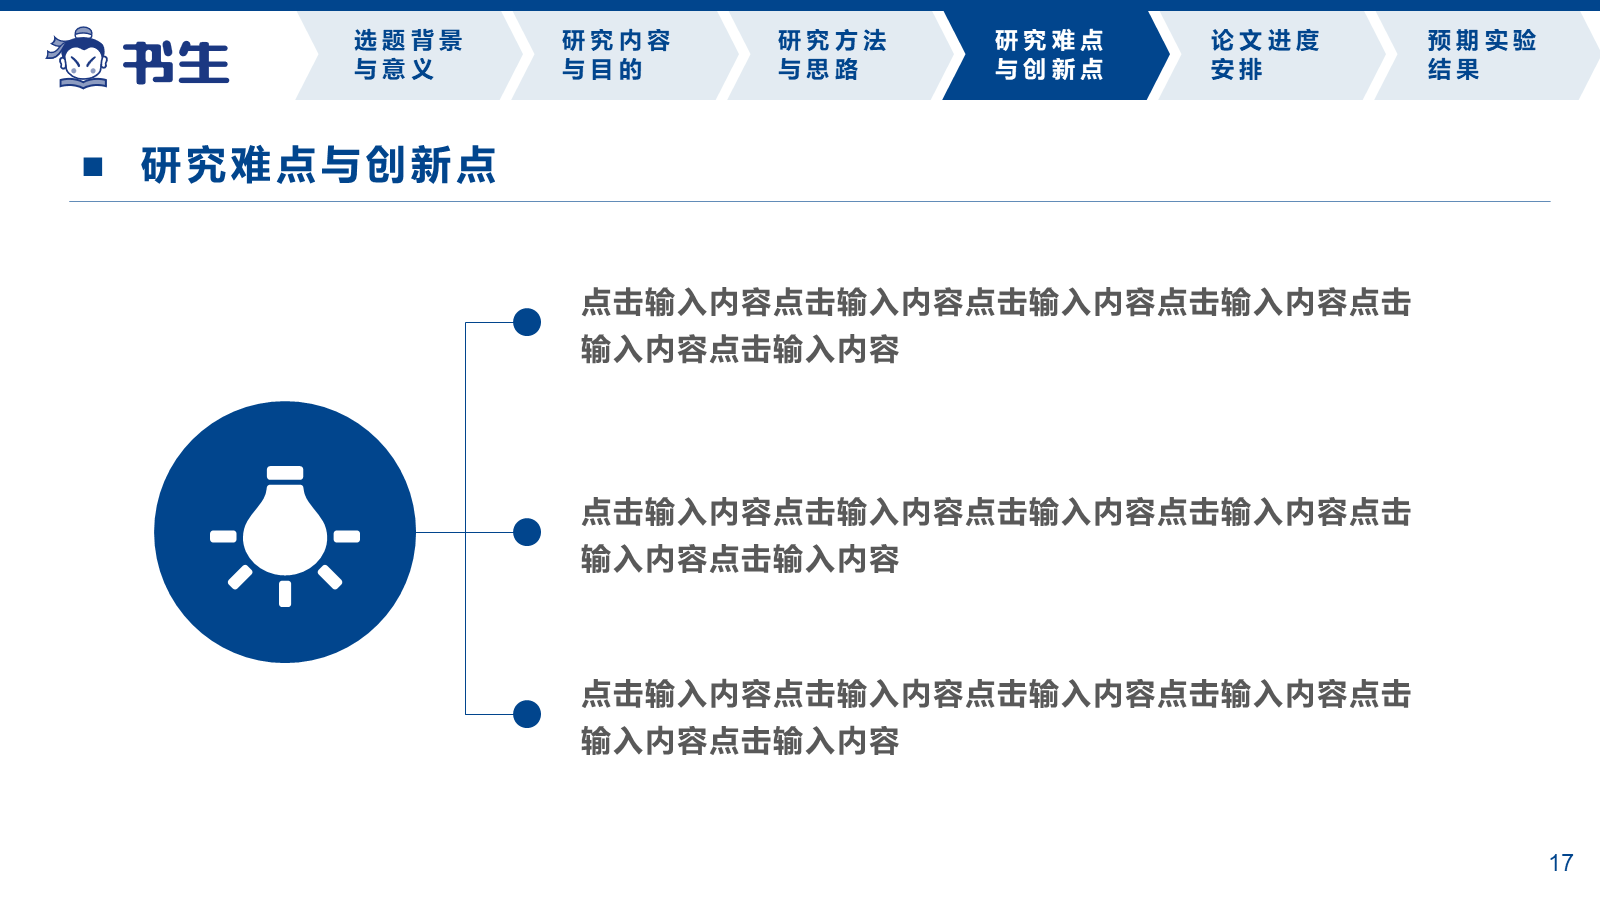 书生
选题背景
与意义
研究内容
与目的
研究方法
与思路
研究难点
与创新点
论文进度
安排
预期实验
结果
研究难点与创新点
点击输入内容点击输入内容点击输入内容点击输入内容点击
输入内容点击输入内容
点击输入内容点击输入内容点击输入内容点击输入内容点击
输入内容点击输入内容
点击输入内容点击输入内容点击输入内容点击输入内容点击
输入内容点击输入内容
17